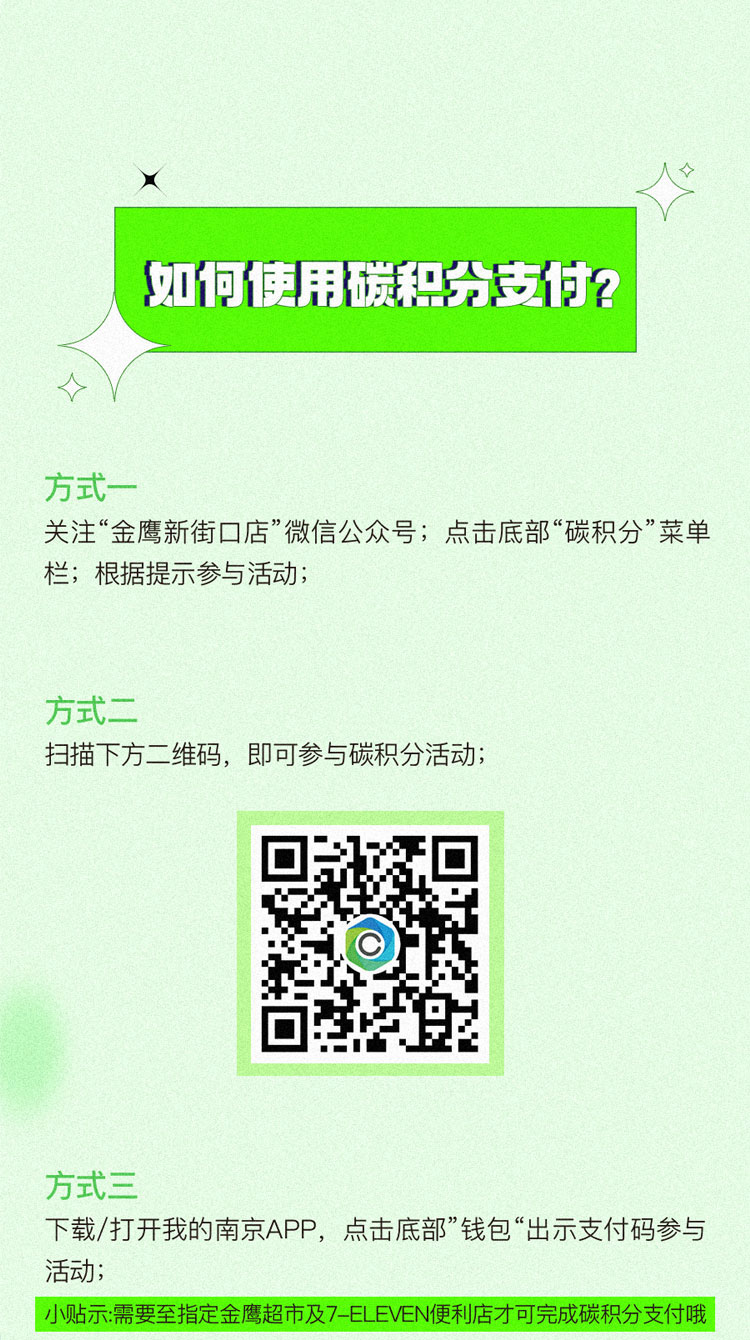 如何使用碳积分支付?
方式一
关注“金鹰新街口店”微信公众号；点击底部“碳积分”菜单
栏；根据提示参与活动；
方式二
扫描下方二维码，即可参与碳积分活动；
C
方式三
下载/打开我的南京APP，点击底部”钱包“出示支付码参与
活动；
小贴示:需要至指定金鹰超市及7-ELEVEN便利店才可完成碳积分支付哦